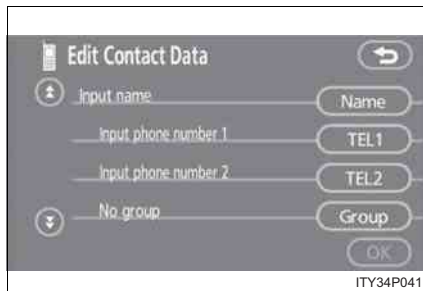 Edit Contact Data
Input name
Name
Input phone number 1
TEL1
Input phone number 2
TEL2
No group
Group
OK
ITY34P041